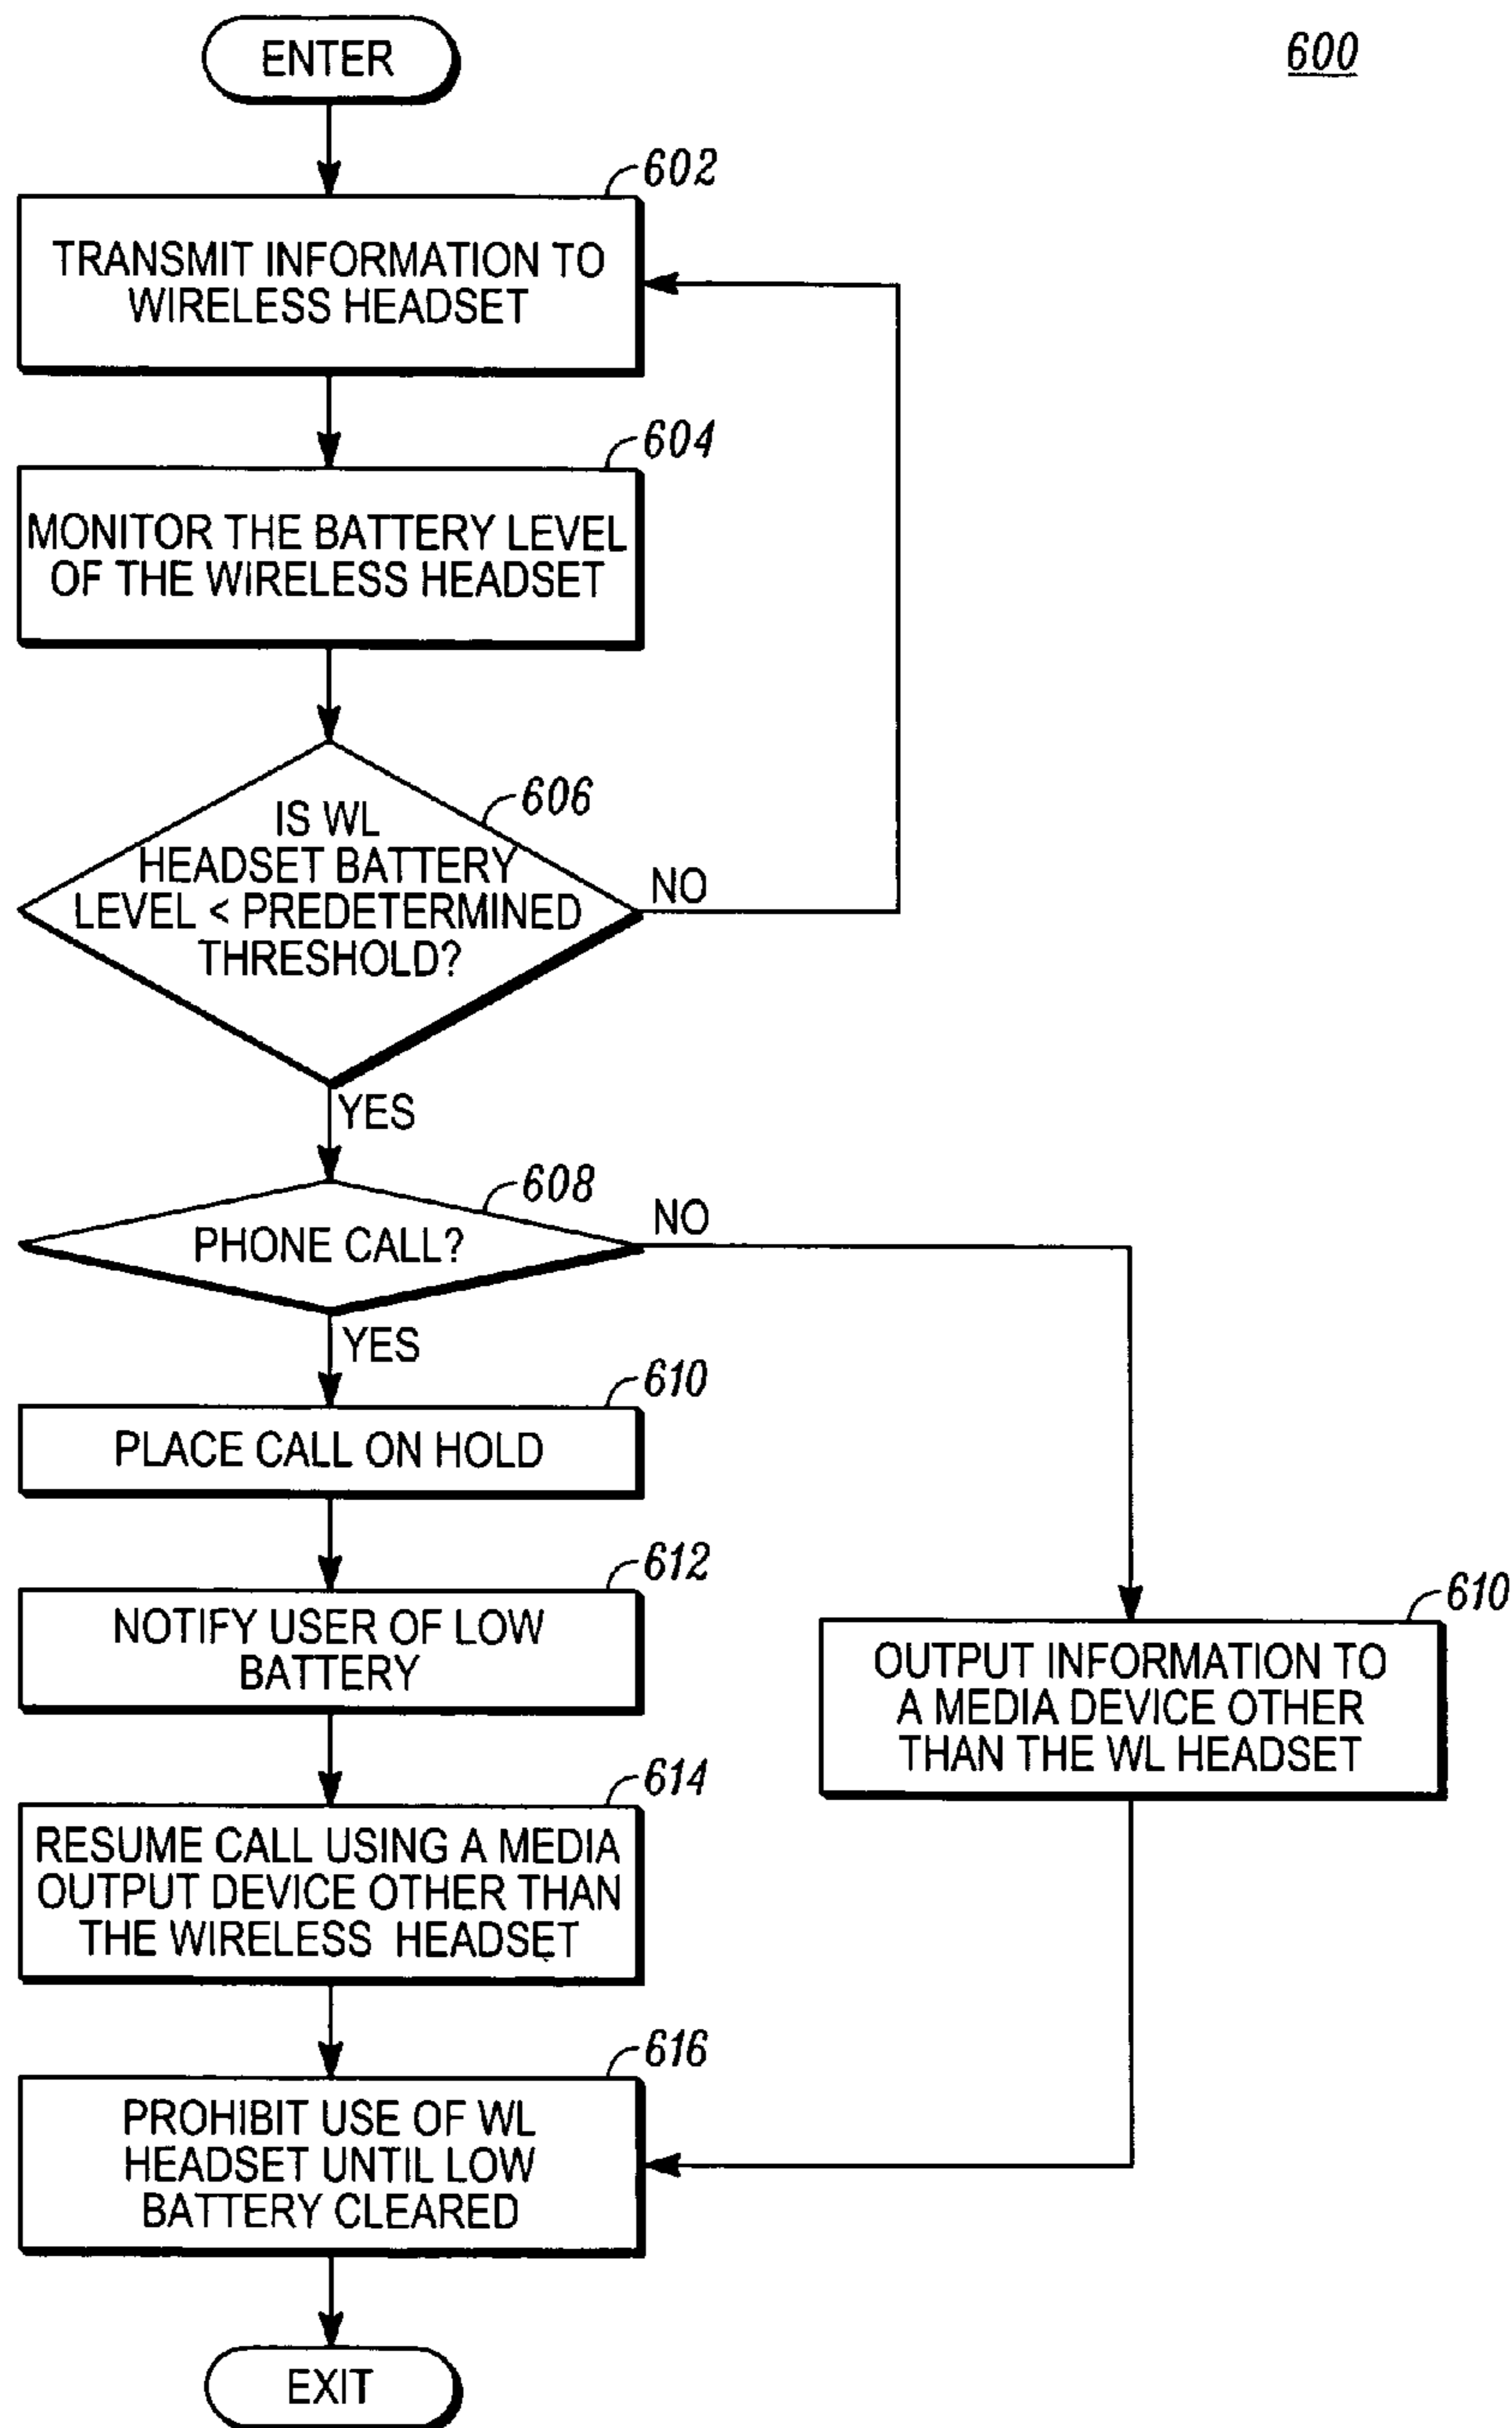 600
ENTER
602
TRANSMIT INFORMATION TO
WIRELESS HEADSET
604
MONITOR THE BATTERY LEVEL
OF THE WIRELESS HEADSET
606
IS WL
HEADSET BATTERY
LEVEL < PREDETERMINED
THRESHOLD?
NO
YES
608
PHONE CALL?
NO
YES
610
PLACE CALL ON HOLD
612
NOTIFY USER OF LOW
BATTERY
610
OUTPUT INFORMATION TO
A MEDIA DEVICE OTHER
THAN THE WL HEADSET
614
RESUME CALL USING A MEDIA
OUTPUT DEVICE OTHER THAN
THE WIRELESS HEADSET
616
PROHIBIT USE OF WL
HEADSET UNTIL LOW
BATTERY CLEARED
EXIT